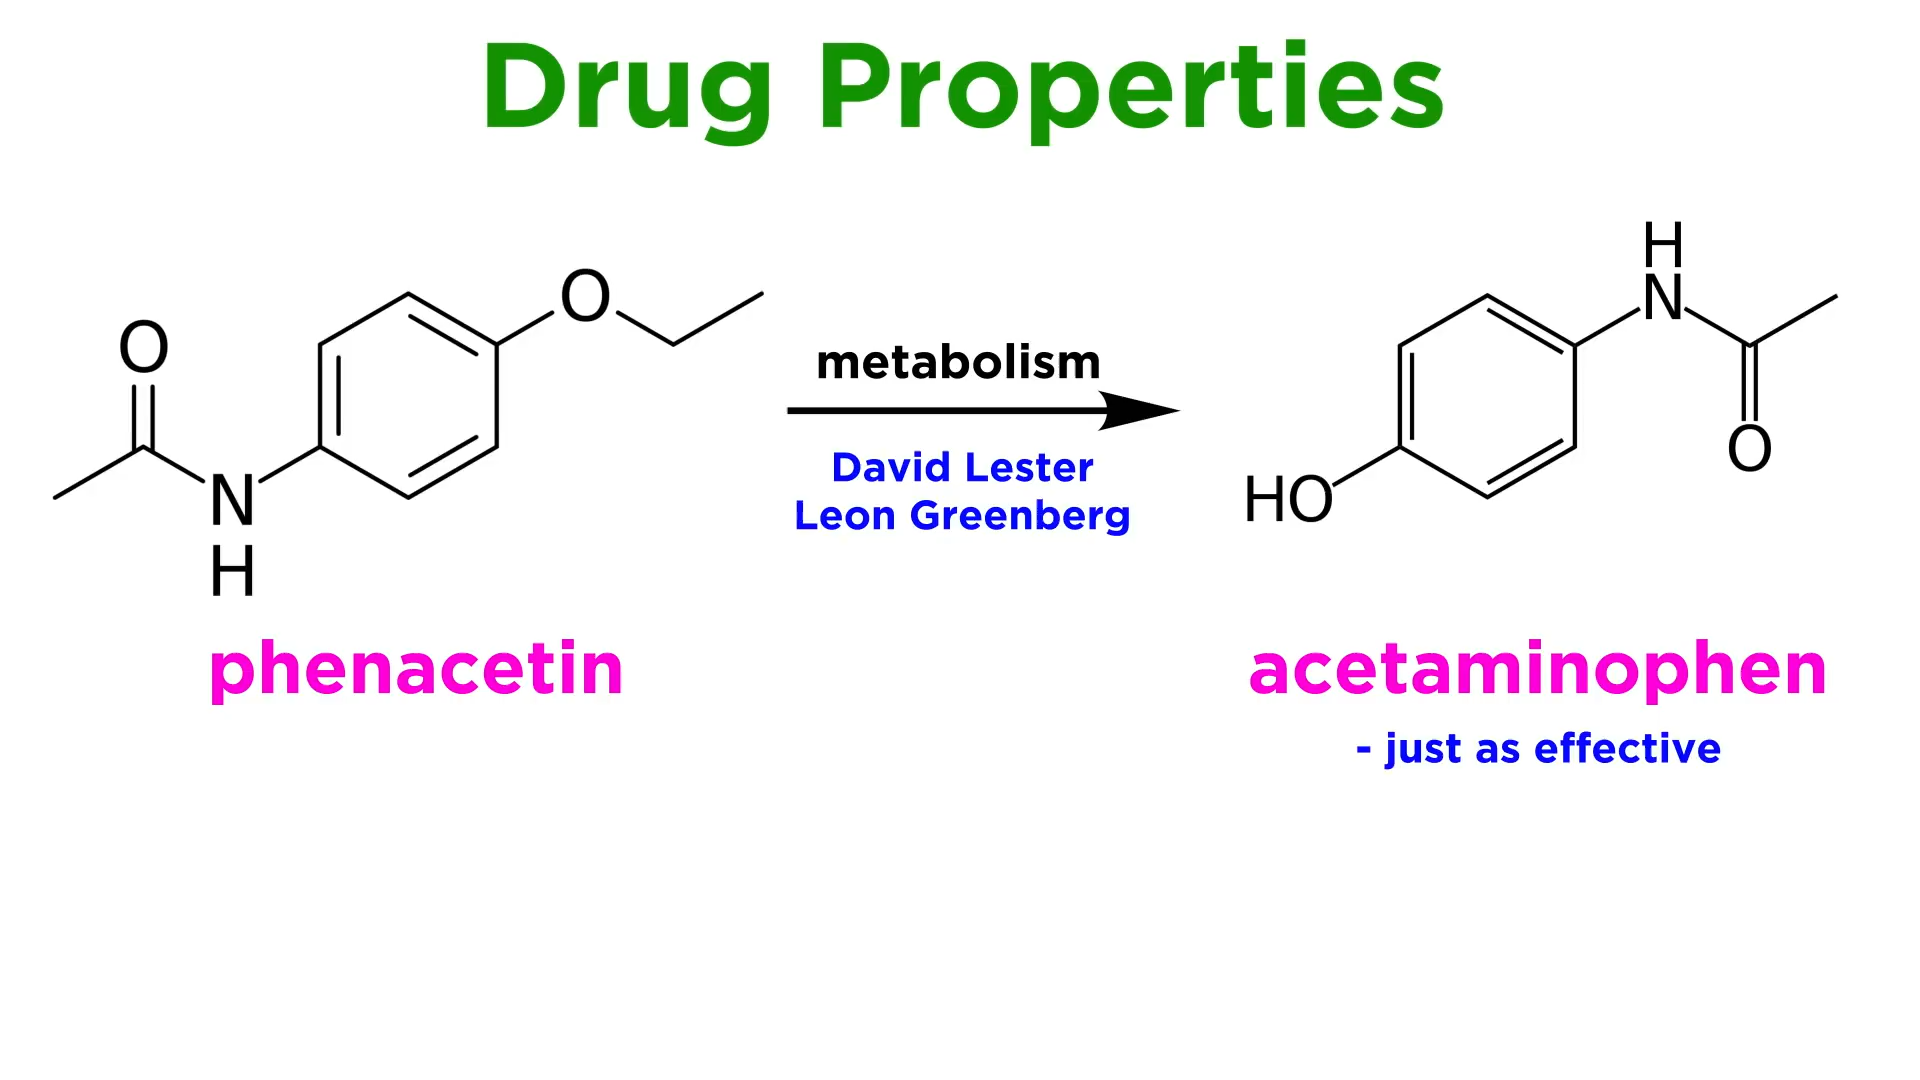 Drug Properties
O
N
H
O
metabolism
David Lester
Leon Greenberg
H
N
O
HO
phenacetin
acetaminophen
- just as effective